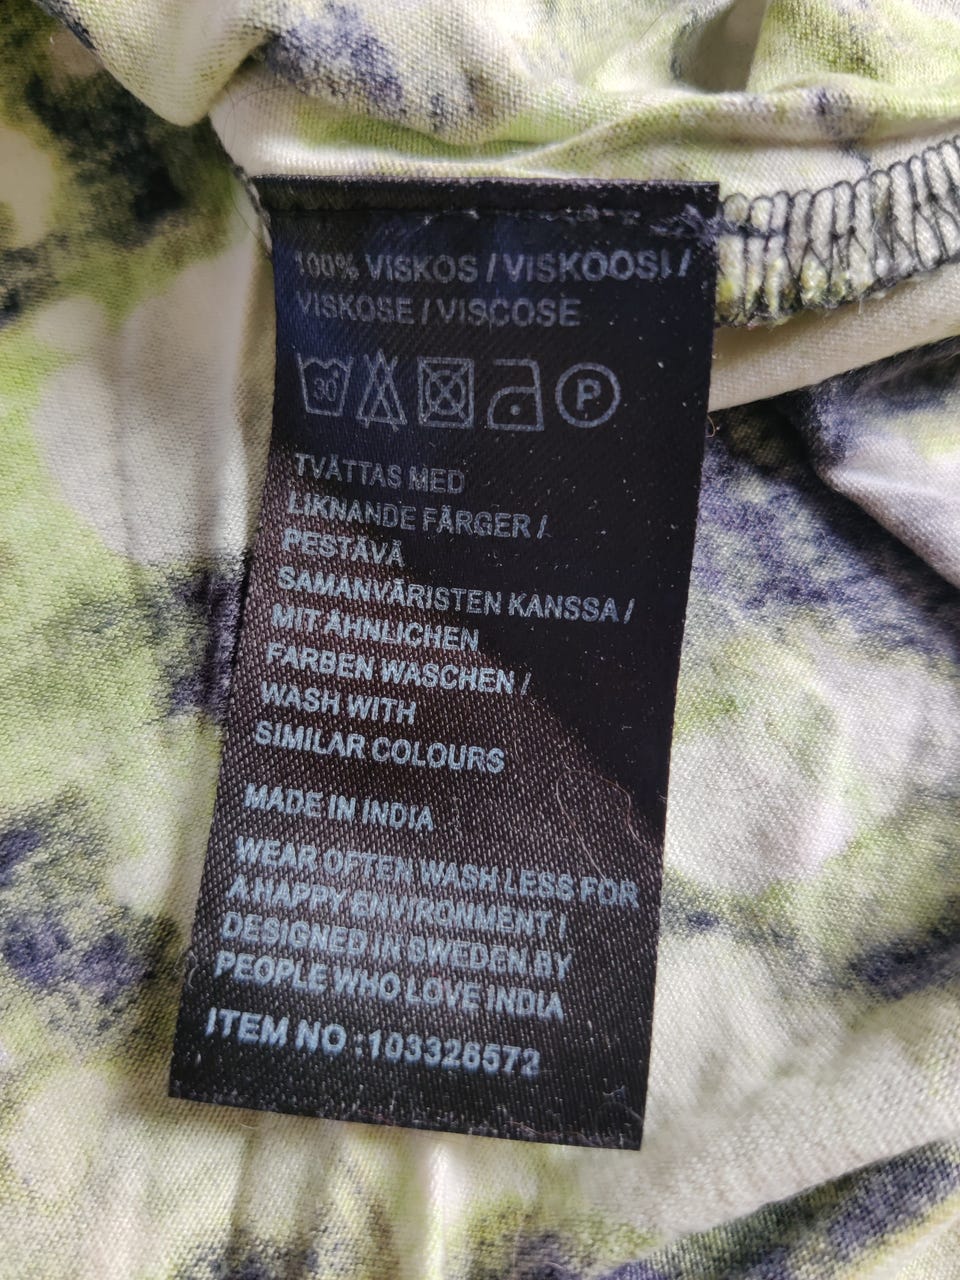 100% VISKOS / VISKOOSI /
VISKOSE / VISCOSE
30° P
TVÄTTAS MED
LIKNANDE FÄRGER /
PESTÄVÄ
SAMANVÄRISTEN KANSSA /
MIT ÄHNLICHEN
FARBEN WASCHEN /
WASH WITH
SIMILAR COLOURS
MADE IN INDIA
WEAR OFTEN WASH LESS FOR
A HAPPY ENVIRONMENT /
DESIGNED IN SWEDEN BY
PEOPLE WHO LOVE INDIA
ITEM NO :103326572